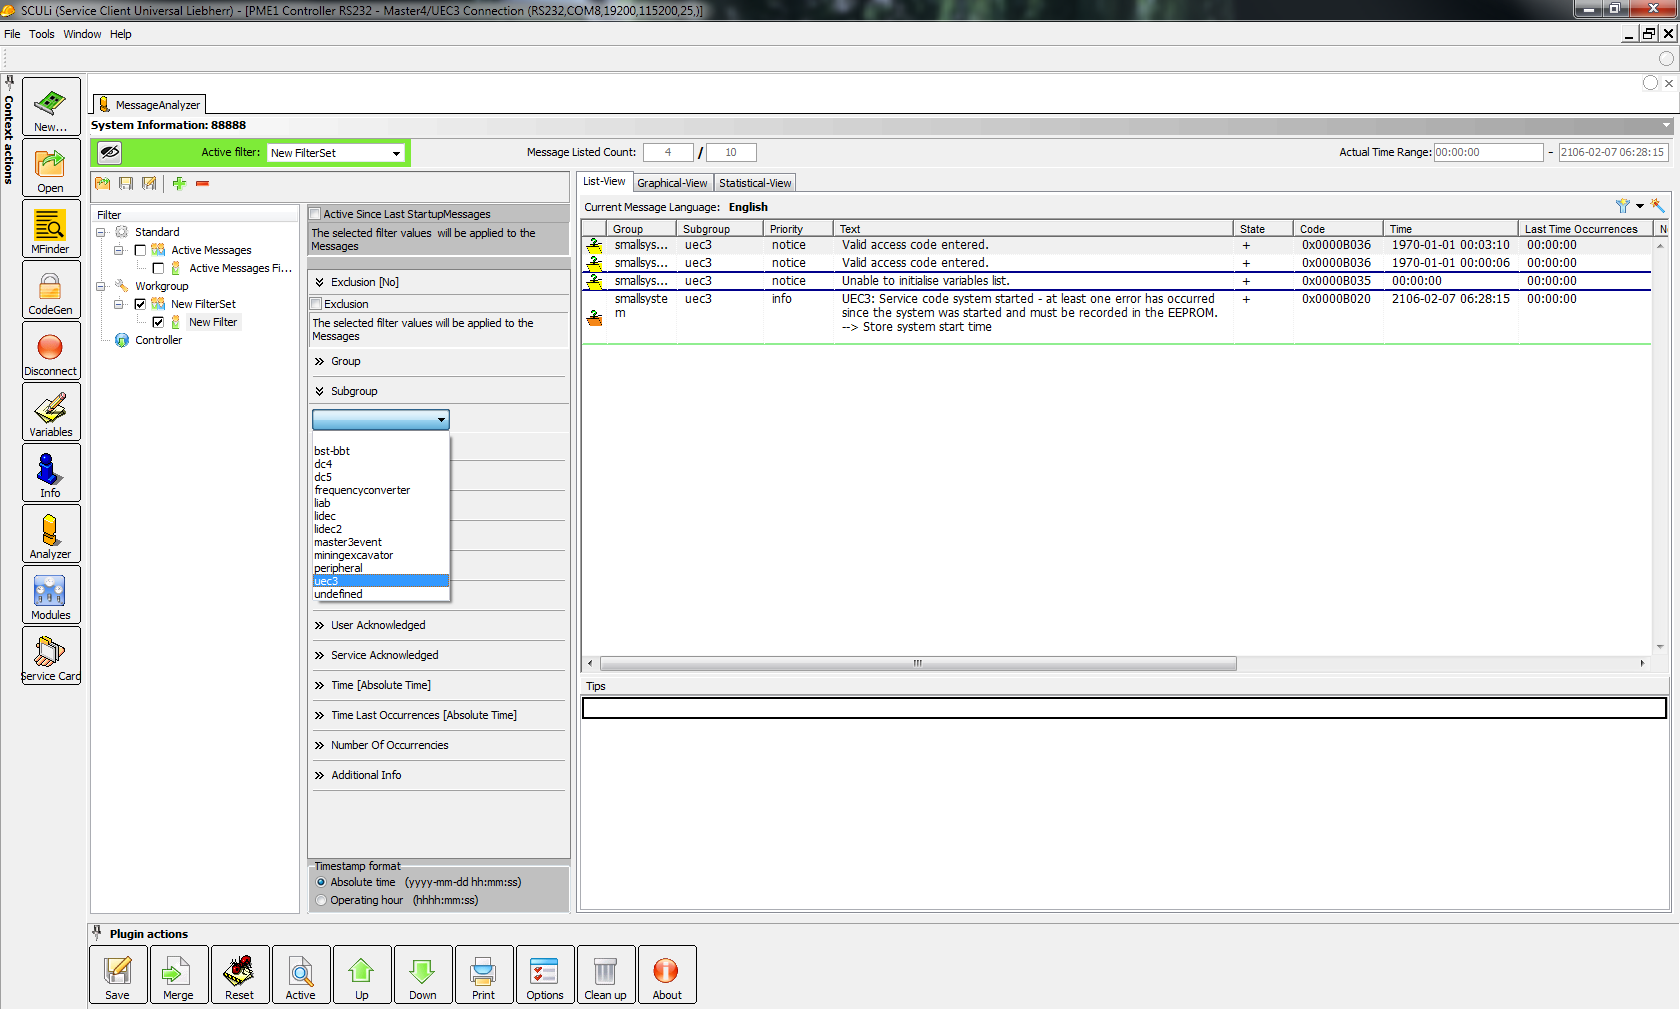 SCULi (Service Client Universal Liebherr) - [PME1 Controller RS232 - Master4/UEC3 Connection (RS232,COM8,19200,115200,25,)]
File Tools Window Help
Context actions
New...
Open
MFinder
CodeGen
Disconnect
Variables
Info
Analyzer
Modules
Service Card
MessageAnalyzer
System Information: 88888
Active filter: New FilterSet
Message Listed Count: 4 / 10
Actual Time Range: 00:00:00 - 2106-02-07 06:28:15
Filter
Standard
Active Messages
Active Messages Fi...
Workgroup
New FilterSet
New Filter
Controller
Active Since Last StartupMessages
The selected filter values will be applied to the
Messages
Exclusion [No]
Exclusion
The selected filter values will be applied to the
Messages
Group
Subgroup
bst-bbt
dc4
dc5
frequencyconverter
liab
lidec
lidec2
master3event
miningexcavator
peripheral
uec3
undefined
User Acknowledged
Service Acknowledged
Time [Absolute Time]
Time Last Occurrences [Absolute Time]
Number Of Occurrencies
Additional Info
Timestamp format
Absolute time (yyyy-mm-dd hh:mm:ss)
Operating hour (hhhh:mm:ss)
List-View Graphical-View Statistical-View
Current Message Language: English
Group Subgroup Priority Text State Code Time Last Time Occurrences N
smallsys... uec3 notice Valid access code entered. + 0x0000B036 1970-01-01 00:03:10 00:00:00
smallsys... uec3 notice Valid access code entered. + 0x0000B036 1970-01-01 00:00:06 00:00:00
smallsys... uec3 notice Unable to initialise variables list. + 0x0000B035 00:00:00 00:00:00
smallsyste uec3 info UEC3: Service code system started - at least one error has occurred + 0x0000B020 2106-02-07 06:28:15 00:00:00
m since the system was started and must be recorded in the EEPROM.
--> Store system start time
Tips
Plugin actions
Save Merge Reset Active Up Down Print Options Clean up About